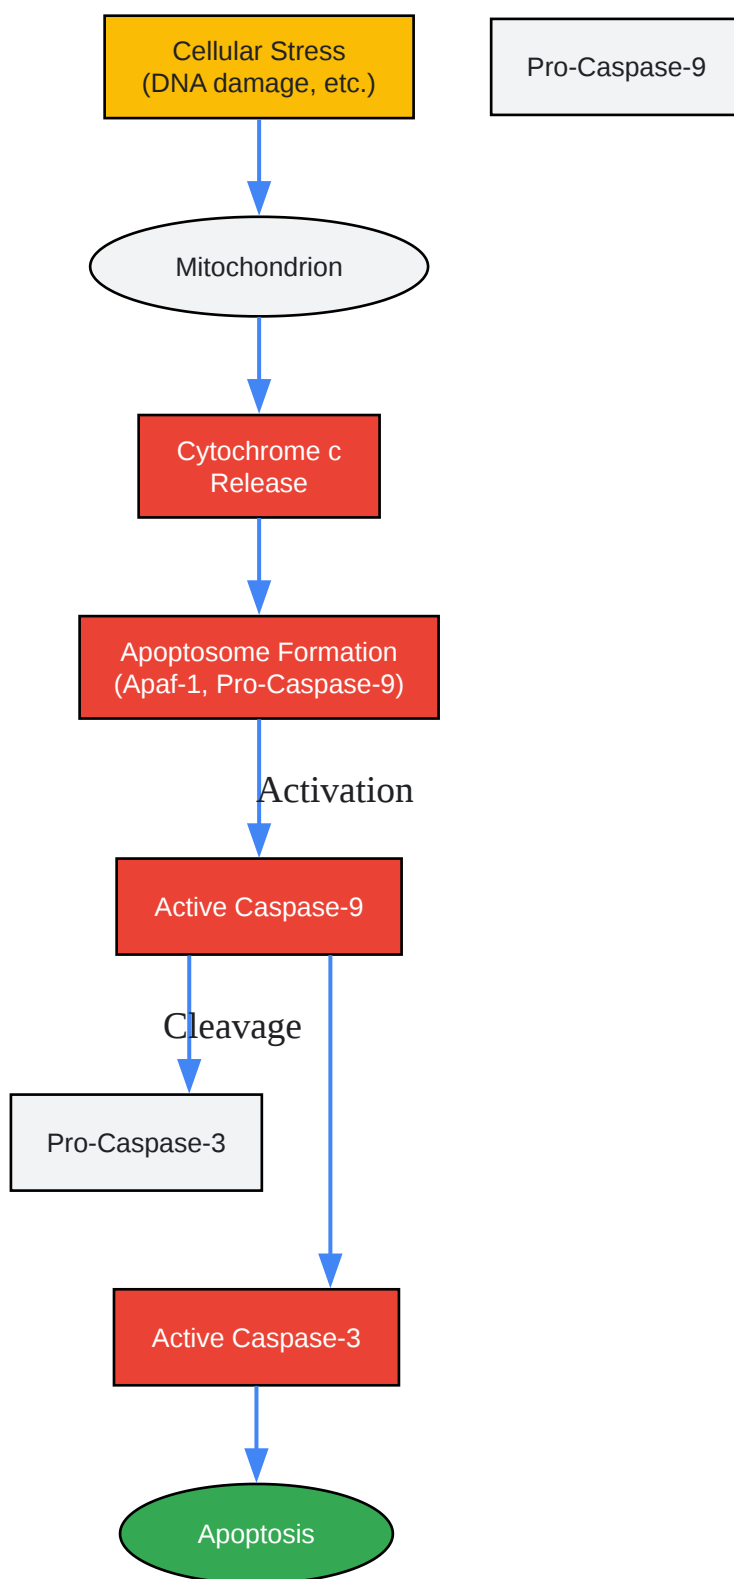 Cellular Stress
(DNA damage, etc.)
Pro-Caspase-9
Mitochondrion
Cytochrome c
Release
Apoptosome Formation
(Apaf-1, Pro-Caspase-9)
Activation
Active Caspase-9
Cleavage
Pro-Caspase-3
Active Caspase-3
Apoptosis